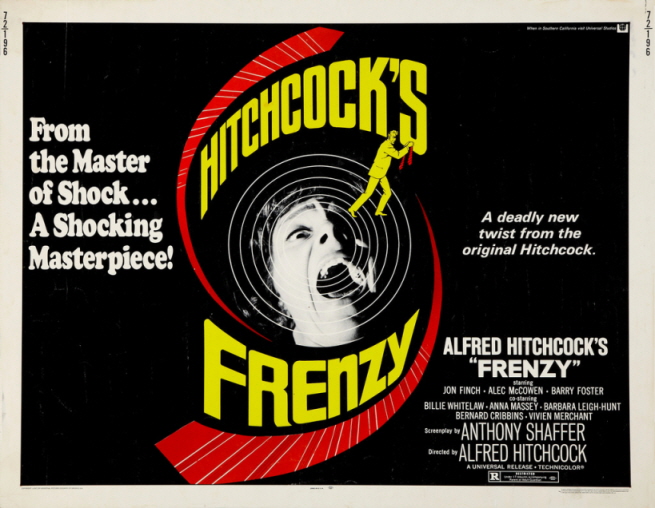 72/196
72/196
When in Southern California visit Universal Studios
HITCHCOCK'S
From
the Master
of Shock...
A Shocking
Masterpiece!
A deadly new
twist from the
original Hitchcock.
FRENZY
ALFRED HITCHCOCK'S
"FRENZY"
starring
JON FINCH • ALEC McCOWEN • BARRY FOSTER
co-starring
BILLIE WHITELAW • ANNA MASSEY • BARBARA LEIGH-HUNT
BERNARD CRIBBINS • VIVIEN MERCHANT
Screenplay by ANTHONY SHAFFER
Directed by ALFRED HITCHCOCK
A UNIVERSAL RELEASE • TECHNICOLOR®
R RESTRICTED